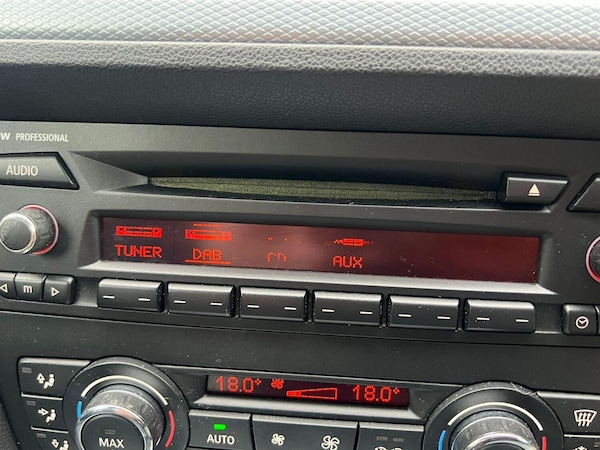 W PROFESSIONAL
AUDIO
TUNER DAB AUX
m
18.0° 18.0°
MAX AUTO